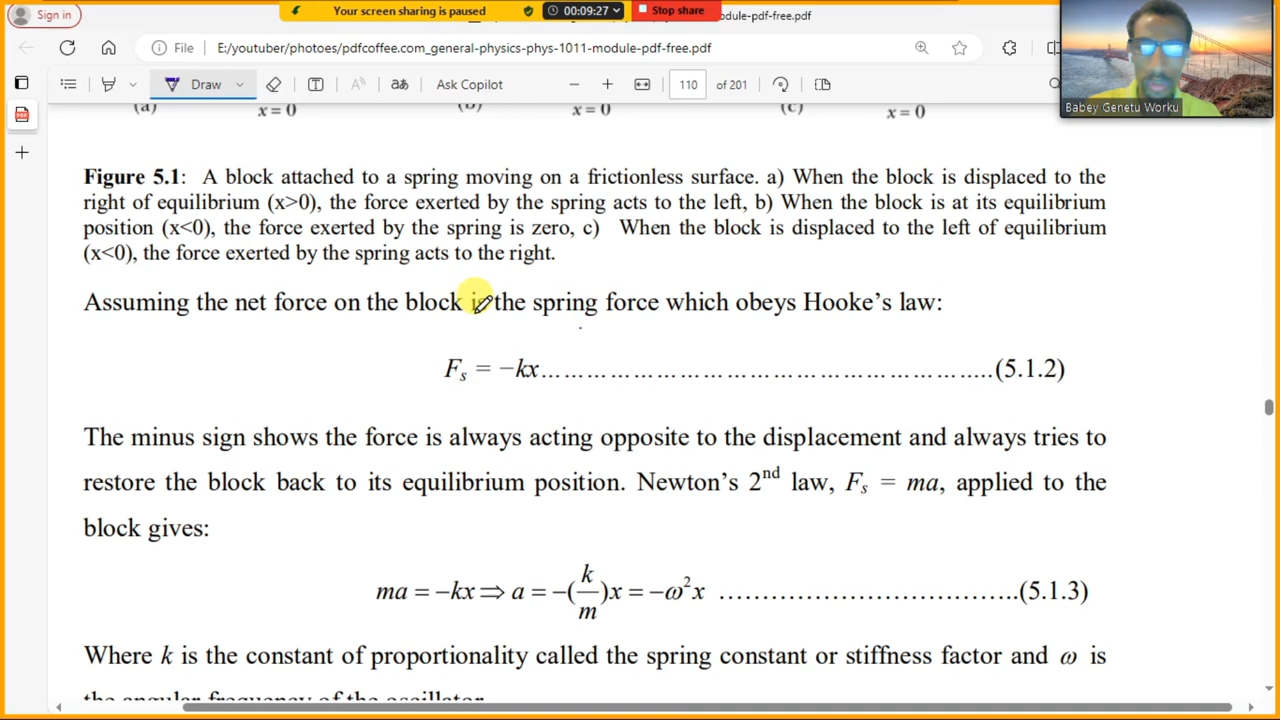 Sign in
Your screen sharing is paused
00:09:27
Stop share
odule-pdf-free.pdf
File
E:/youtuber/photoes/pdfcoffee.com_general-physics-phys-1011-module-pdf-free.pdf
Draw
aあ
Ask Copilot
110 of 201
Babey Genetu Worku
(a) x = 0 (b) x = 0 (c) x = 0
Figure 5.1: A block attached to a spring moving on a frictionless surface. a) When the block is displaced to the
right of equilibrium (x>0), the force exerted by the spring acts to the left, b) When the block is at its equilibrium
position (x<0), the force exerted by the spring is zero, c) When the block is displaced to the left of equilibrium
(x<0), the force exerted by the spring acts to the right.
Assuming the net force on the block is the spring force which obeys Hooke's law:
Fs = −kx………………………………………………………..(5.1.2)
The minus sign shows the force is always acting opposite to the displacement and always tries to
restore the block back to its equilibrium position. Newton's 2nd law, Fs = ma, applied to the
block gives:
ma = −kx ⇒ a = −(k/m)x = −ω²x ……………………………….(5.1.3)
Where k is the constant of proportionality called the spring constant or stiffness factor and ω is
the angular frequency of the oscillator